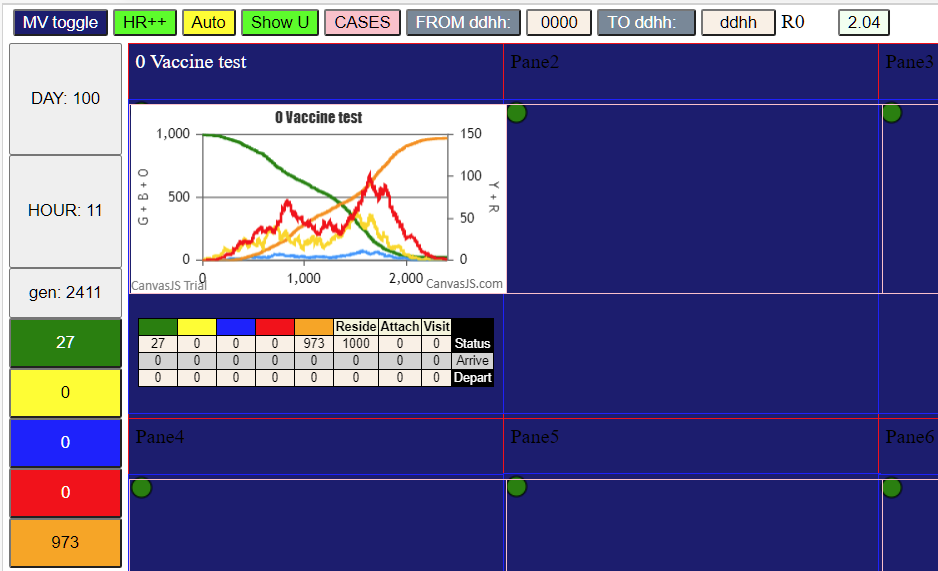 MV toggle HR++ Auto Show U CASES FROM ddhh: 0000 TO ddhh: ddhh R0 2.04
DAY: 100
HOUR: 11
gen: 2411
27
0
0
0
973
0 Vaccine test
Pane2
Pane3
0 Vaccine test
1,000 150
100
500
50
0 0
G + B + O
Y + R
0 1,000 2,000
CanvasJS Trial CanvasJS.com
Reside Attach Visit
27 0 0 0 973 1000 0 0 Status
0 0 0 0 0 0 0 0 Arrive
0 0 0 0 0 0 0 0 Depart
Pane4
Pane5
Pane6